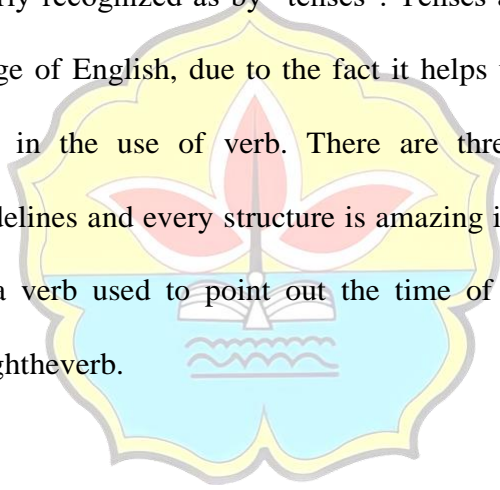 recognized as by "tenses". Tenses
ge of English, due to the fact it helps
in the use of verb. There are
delines and every structure is amazing
a verb used to point out the time of
ghtheverb.